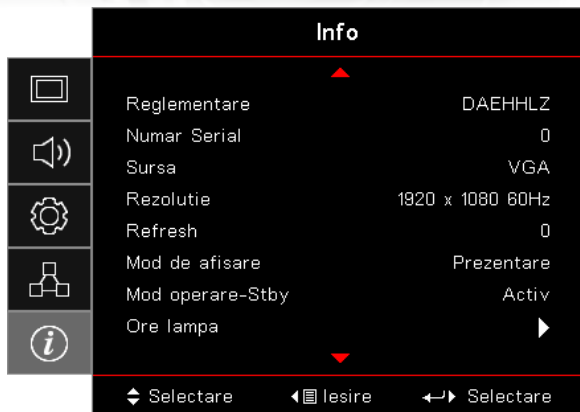 Info
Reglementare DAEHHLZ
Numar Serial 0
Sursa VGA
Rezolutie 1920 x 1080 60Hz
Refresh 0
Mod de afisare Prezentare
Mod operare-Stby Activ
Ore lampa
Selectare Iesire Selectare